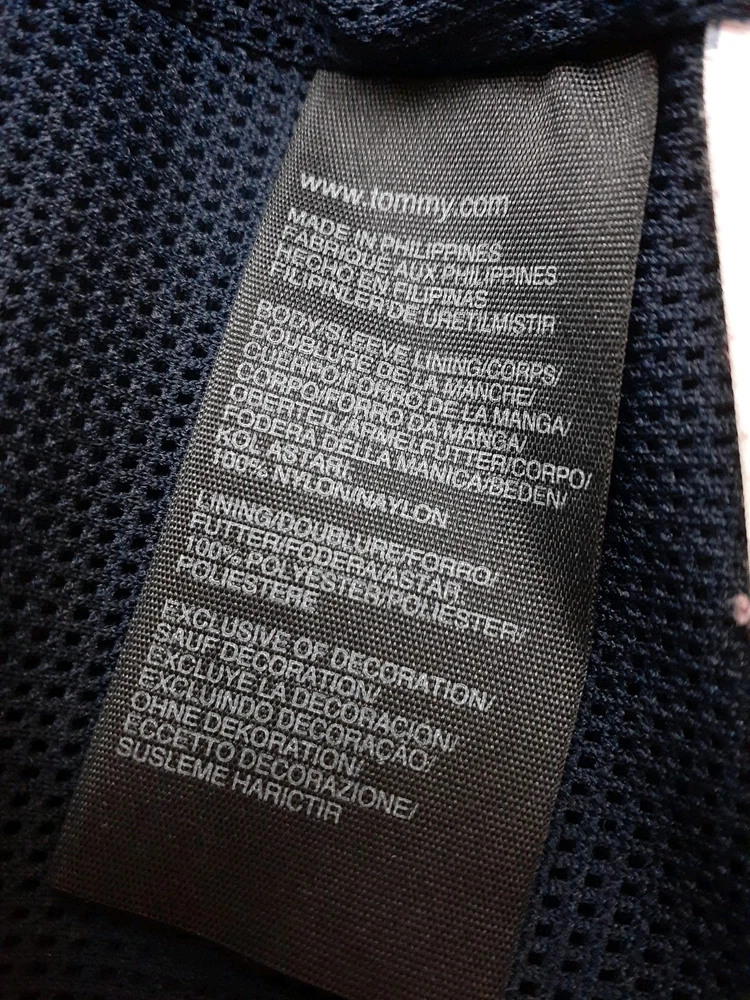 www.tommy.com
MADE IN PHILIPPINES
FABRIQUE AUX PHILIPPINES
HECHO EN FILIPINAS
FILIPINLER DE URETILMISTIR
BODY/SLEEVE LINING/CORPS/
DOUBLURE DE LA MANCHE/
CUERPO/FORRO DE LA MANGA/
CORPO/FORRO DA MANGA/
OBERTEIL/ARMELFUTTER/CORPO/
FODERA DELLA MANICA/BEDEN/
KOL ASTARI
100% NYLON/NAYLON
LINING/DOUBLURE/FORRO/
FUTTER/FODERA/ASTAR
100% POLYESTER/POLIESTER/
POLIESTERE
EXCLUSIVE OF DECORATION/
SAUF DECORATION/
EXCLUYE LA DECORACION/
EXCLUINDO DECORAÇÃO/
OHNE DEKORATION/
ECCETTO DECORAZIONE/
SUSLEME HARICTIR